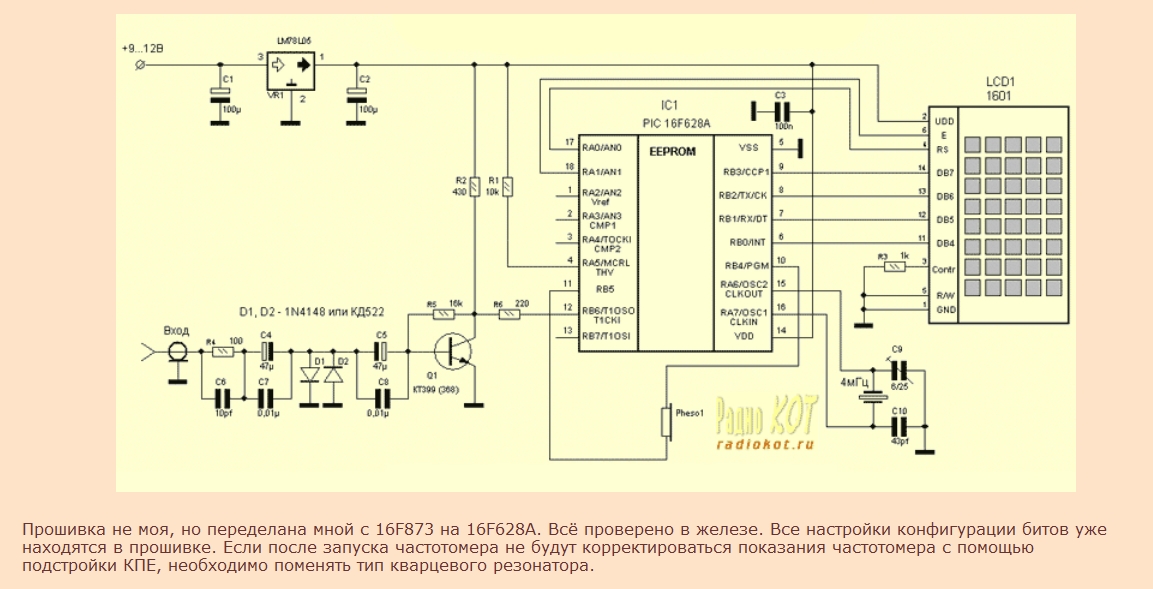 +9...12В
LM78L05
3
1
C1
100µ
VR1
2
C2
100µ
LCD1
1601
IC1
PIC 16F628A
C3
100n
EEPROM
17 RA0/AN0
18 RA1/AN1
1 RA2/AN2
Vref
2 RA3/AN3
CMP1
3 RA4/TOCKI
CMP2
4 RA5/MCRL
THV
11 RB5
12 RB6/T1OSO
T1CKI
13 RB7/T1OSI
VSS 5
RB3/CCP1 9
RB2/TX/CK 8
RB1/RX/DT 7
RB0/INT 6
RB4/PGM 10
RA6/OSC2 15
CLKOUT
RA7/OSC1 16
CLKIN
VDD 14
2 UDD
6 E
4 RS
14 DB7
13 DB6
12 DB5
11 DB4
3 Contr
5 R/W
1 GND
R3 1k
R2
430
R1
10k
D1, D2 - 1N4148 или КД522
R5 16k
R6 220
Вход
R4 100
C4
47µ
C6
10pf
C7
0,01µ
D1
D2
C5
47µ
C8
0,01µ
Q1
КТ399 (368)
Pheso1
4мГц
C9
6/25
C10
43pf
Радио КОТ
radiokot.ru
Прошивка не моя, но переделана мной с 16F873 на 16F628A. Всё проверено в железе. Все настройки конфигурации битов уже
находятся в прошивке. Если после запуска частотомера не будут корректироваться показания частотомера с помощью
подстройки КПЕ, необходимо поменять тип кварцевого резонатора.